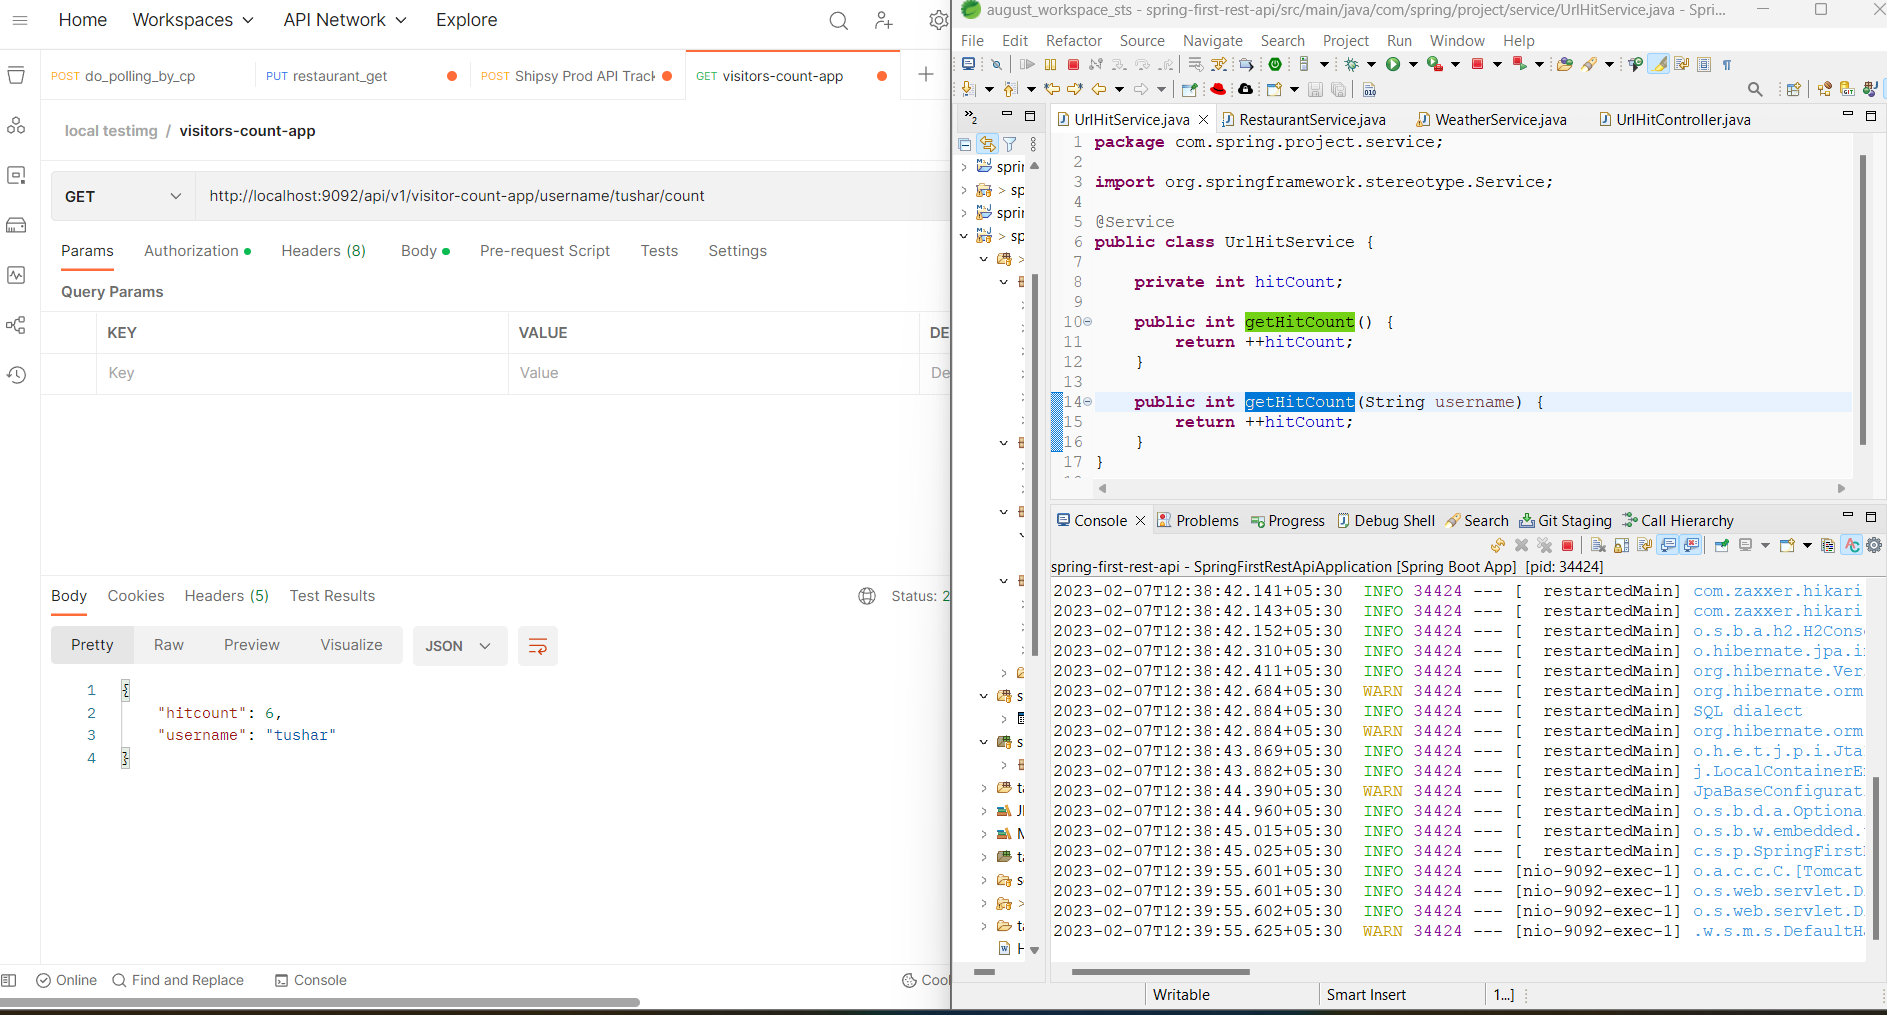 Home Workspaces API Network Explore
POST do_polling_by_cp PUT restaurant_get POST Shipsy Prod API Track GET visitors-count-app
local testimg / visitors-count-app
GET http://localhost:9092/api/v1/visitor-count-app/username/tushar/count
Params Authorization Headers (8) Body Pre-request Script Tests Settings
Query Params
KEY VALUE DE
Key Value De
Body Cookies Headers (5) Test Results Status: 2
Pretty Raw Preview Visualize JSON
1 {
2 "hitcount": 6,
3 "username": "tushar"
4 }
Online Find and Replace Console Cool
august_workspace_sts - spring-first-rest-api/src/main/java/com/spring/project/service/UrlHitService.java - Spri...
File Edit Refactor Source Navigate Search Project Run Window Help
UrlHitService.java RestaurantService.java WeatherService.java UrlHitController.java
sprin
> sp
sprin
> sp
1 package com.spring.project.service;
2
3 import org.springframework.stereotype.Service;
4
5 @Service
6 public class UrlHitService {
7
8 private int hitCount;
9
10 public int getHitCount() {
11 return ++hitCount;
12 }
13
14 public int getHitCount(String username) {
15 return ++hitCount;
16 }
17 }
Console Problems Progress Debug Shell Search Git Staging Call Hierarchy
spring-first-rest-api - SpringFirstRestApiApplication [Spring Boot App] [pid: 34424]
2023-02-07T12:38:42.141+05:30 INFO 34424 --- [ restartedMain] com.zaxxer.hikari
2023-02-07T12:38:42.143+05:30 INFO 34424 --- [ restartedMain] com.zaxxer.hikari
2023-02-07T12:38:42.152+05:30 INFO 34424 --- [ restartedMain] o.s.b.a.h2.H2Conso
2023-02-07T12:38:42.310+05:30 INFO 34424 --- [ restartedMain] o.hibernate.jpa.in
2023-02-07T12:38:42.411+05:30 INFO 34424 --- [ restartedMain] org.hibernate.Ver
2023-02-07T12:38:42.684+05:30 WARN 34424 --- [ restartedMain] org.hibernate.orm
2023-02-07T12:38:42.884+05:30 INFO 34424 --- [ restartedMain] SQL dialect
2023-02-07T12:38:42.884+05:30 WARN 34424 --- [ restartedMain] org.hibernate.orm
2023-02-07T12:38:43.869+05:30 INFO 34424 --- [ restartedMain] o.h.e.t.j.p.i.Jta
2023-02-07T12:38:43.882+05:30 INFO 34424 --- [ restartedMain] j.LocalContainerE
2023-02-07T12:38:44.390+05:30 WARN 34424 --- [ restartedMain] JpaBaseConfigurat
2023-02-07T12:38:44.960+05:30 INFO 34424 --- [ restartedMain] o.s.b.d.a.Optiona
2023-02-07T12:38:45.015+05:30 INFO 34424 --- [ restartedMain] o.s.b.w.embedded.
2023-02-07T12:38:45.025+05:30 INFO 34424 --- [ restartedMain] c.s.p.SpringFirst
2023-02-07T12:39:55.601+05:30 INFO 34424 --- [nio-9092-exec-1] o.a.c.c.C.[Tomcat
2023-02-07T12:39:55.601+05:30 INFO 34424 --- [nio-9092-exec-1] o.s.web.servlet.D
2023-02-07T12:39:55.602+05:30 INFO 34424 --- [nio-9092-exec-1] o.s.web.servlet.D
2023-02-07T12:39:55.625+05:30 WARN 34424 --- [nio-9092-exec-1] .w.s.m.s.DefaultHa
Writable Smart Insert 1...]